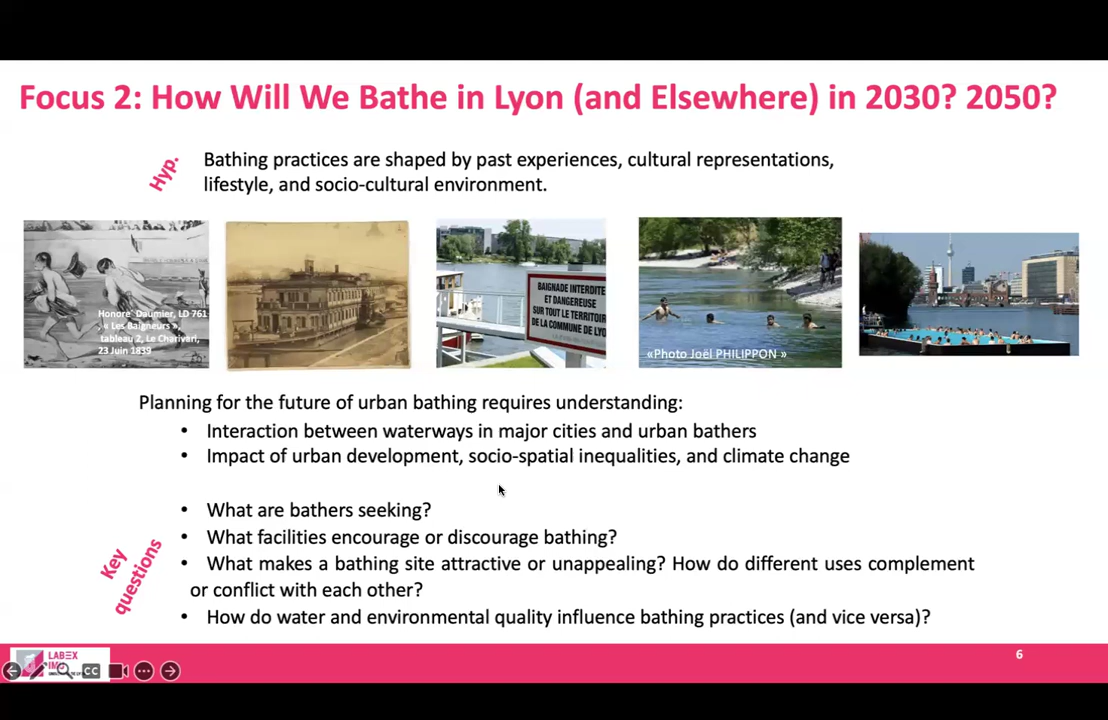 Focus 2: How Will We Bathe in Lyon (and Elsewhere) in 2030? 2050?
Hyp.
Bathing practices are shaped by past experiences, cultural representations,
lifestyle, and socio-cultural environment.
Honoré Daumier, LD 761
, « Les Baigneurs »,
tableau 2, Le Charivari,
23 Juin 1839
BAIGNADE INTERDITE
ET DANGEREUSE
SUR TOUT LE TERRITOIR
DE LA COMMUNE DE LYO
«Photo Joël PHILIPPON »
Planning for the future of urban bathing requires understanding:
• Interaction between waterways in major cities and urban bathers
• Impact of urban development, socio-spatial inequalities, and climate change
Key
questions
• What are bathers seeking?
• What facilities encourage or discourage bathing?
• What makes a bathing site attractive or unappealing? How do different uses complement
or conflict with each other?
• How do water and environmental quality influence bathing practices (and vice versa)?
LABEX
CC
6